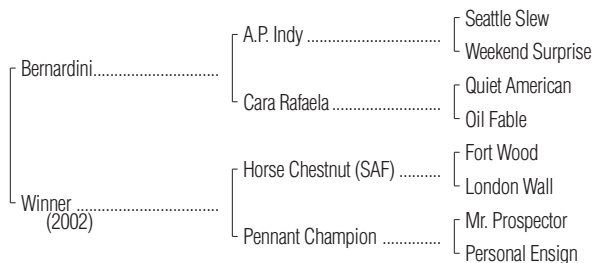 Seattle Slew
A.P. Indy ..............................
Weekend Surprise
Bernardini............................
Quiet American
Cara Rafaela ........................
Oil Fable
Fort Wood
Horse Chestnut (SAF) .........
London Wall
Winner ................................
(2002)
Mr. Prospector
Pennant Champion .............
Personal Ensign